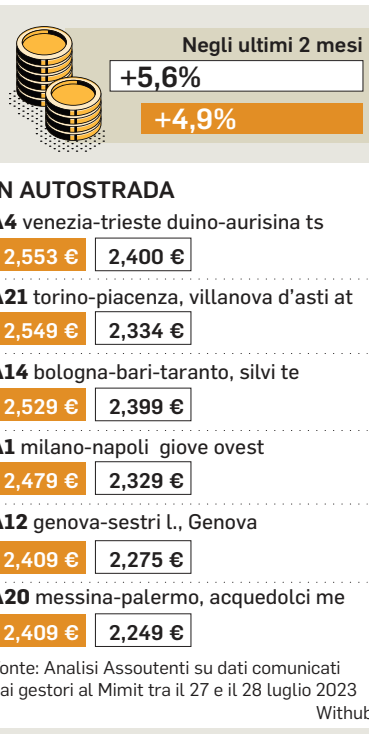 Negli ultimi 2 mesi
+5,6%
+4,9%
N AUTOSTRADA
A4 venezia-trieste duino-aurisina ts
2,553 € 2,400 €
A21 torino-piacenza, villanova d'asti at
2,549 € 2,334 €
A14 bologna-bari-taranto, silvi te
2,529 € 2,399 €
A1 milano-napoli giove ovest
2,479 € 2,329 €
A12 genova-sestri l., Genova
2,409 € 2,275 €
A20 messina-palermo, acquedolci me
2,409 € 2,249 €
onte: Analisi Assoutenti su dati comunicati
ai gestori al Mimit tra il 27 e il 28 luglio 2023
Withub